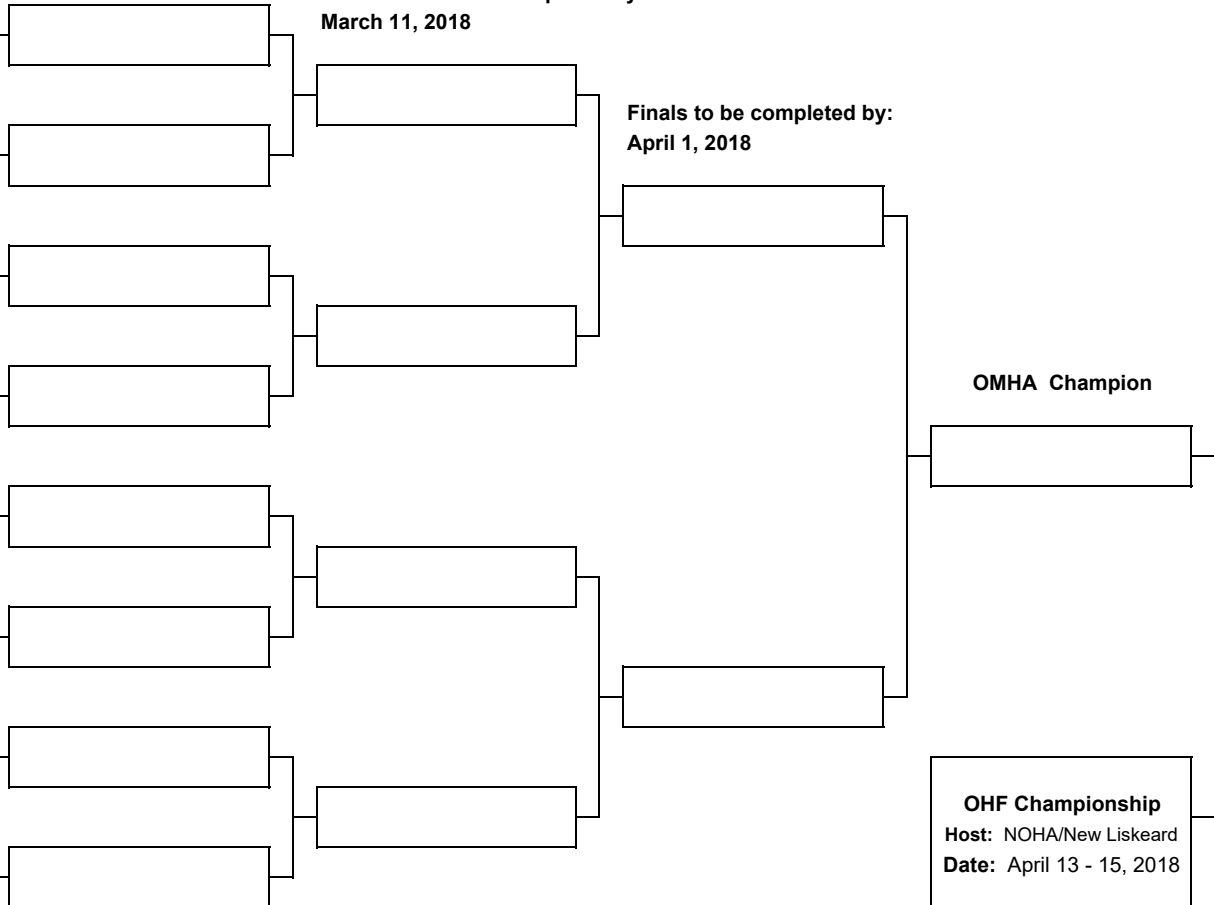 March 11, 2018
Finals to be completed by:
April 1, 2018
OMHA Champion
OHF Championship
Host: NOHA/New Liskeard
Date: April 13 - 15, 2018